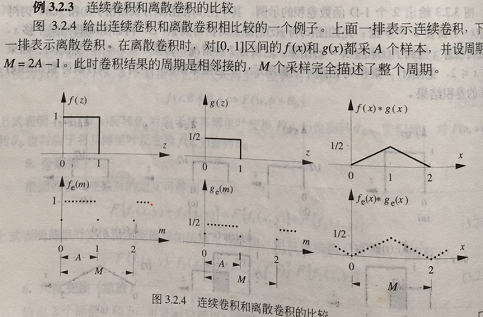 例 3.2.3 连续卷积和离散卷积的比较
图 3.2.4 给出连续卷积和离散卷积相比较的一个例子。上面一排表示连续卷积，下
一排表示离散卷积。在离散卷积时，对[0, 1]区间的 f(x)和 g(x)都采 A 个样本，并设周期
M = 2A − 1。此时卷积结果的周期是相邻接的，M 个采样完全描述了整个周期。
f(z) g(z) f(x)* g(x)
1 1/2 1/2
0 1 z 0 1 z 0 1 2 x
fe(m) ge(m) fe(x)* ge(x)
1 1/2 1/2
0 1 2 m 0 1 2 m 0 1 2 x
A A
M M M
图 3.2.4 连续卷积和离散卷积的比较